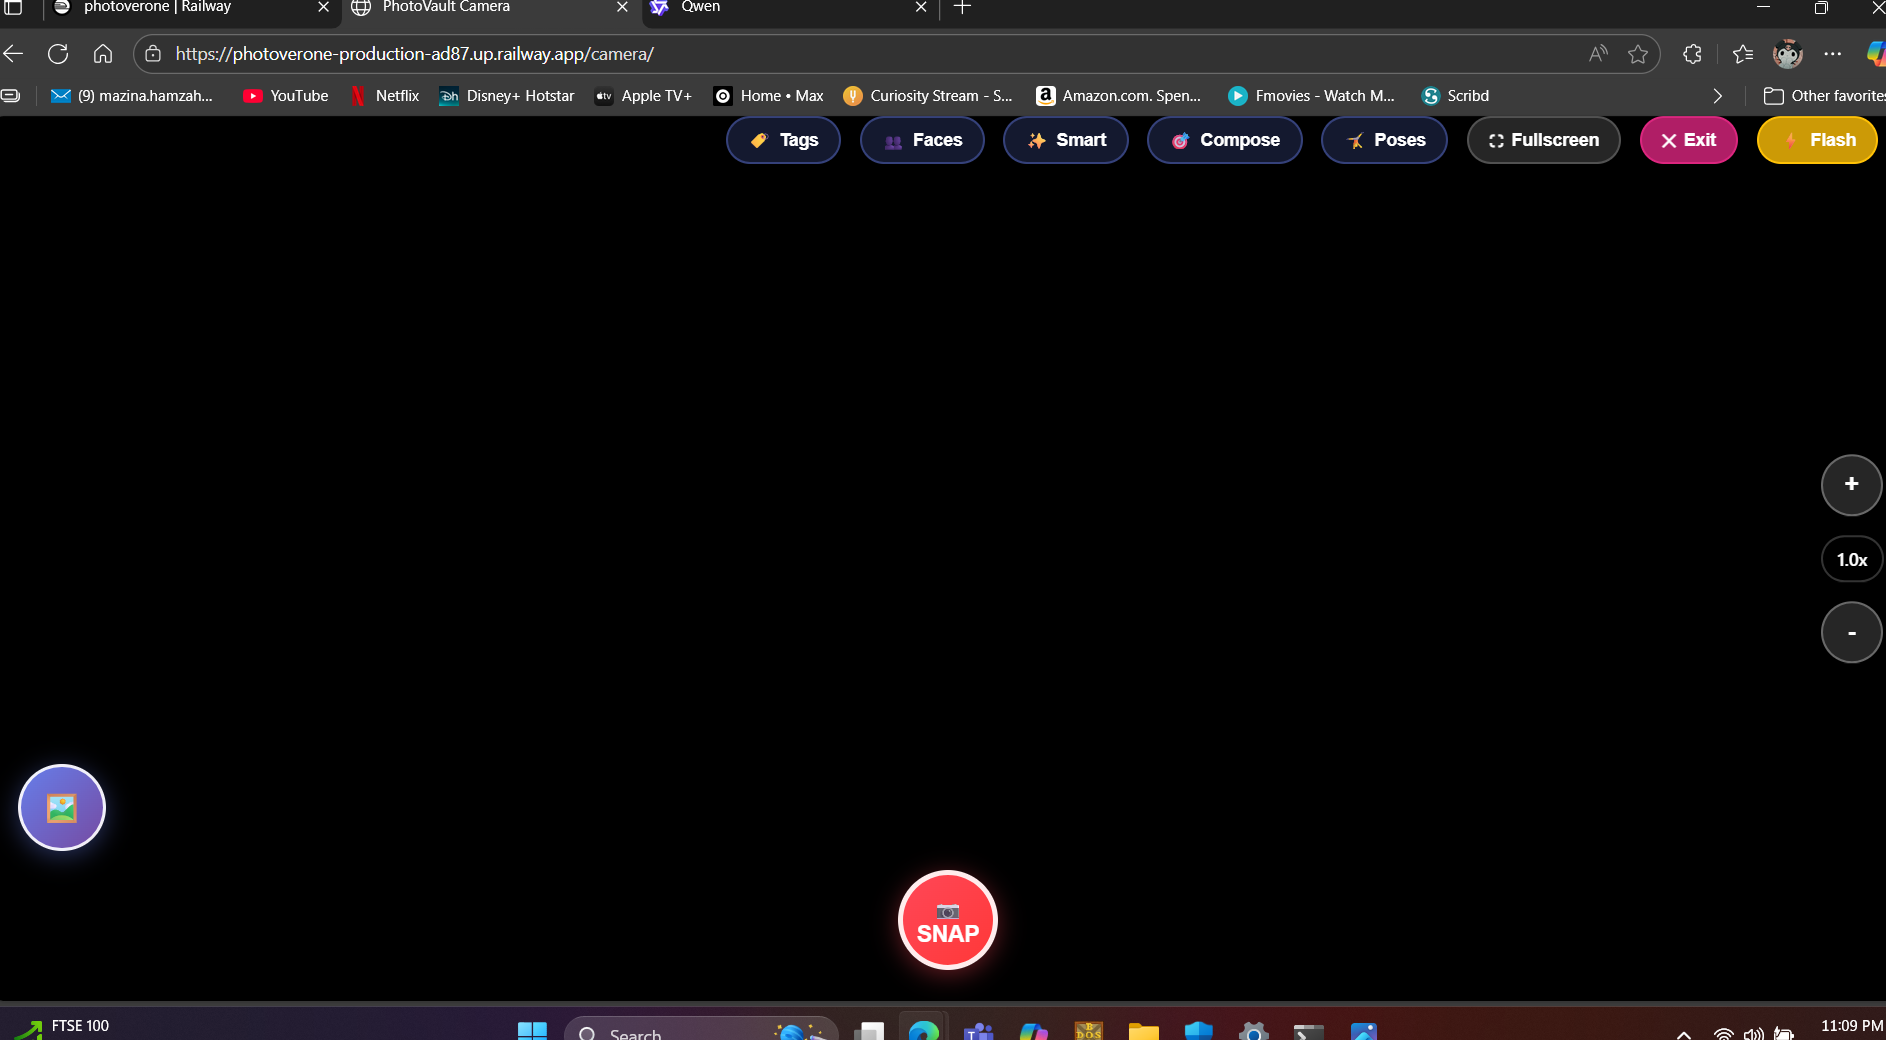 photoverone | Railway
PhotoVault Camera
Qwen
https://photoverone-production-ad87.up.railway.app/camera/
(9) mazina.hamzah...
YouTube
Netflix
Disney+ Hotstar
Apple TV+
Home • Max
Curiosity Stream - S...
Amazon.com. Spen...
Fmovies - Watch M...
Scribd
Other favorites
Tags
Faces
Smart
Compose
Poses
Fullscreen
Exit
Flash
+
1.0x
-
SNAP
FTSE 100
Search
11:09 PM